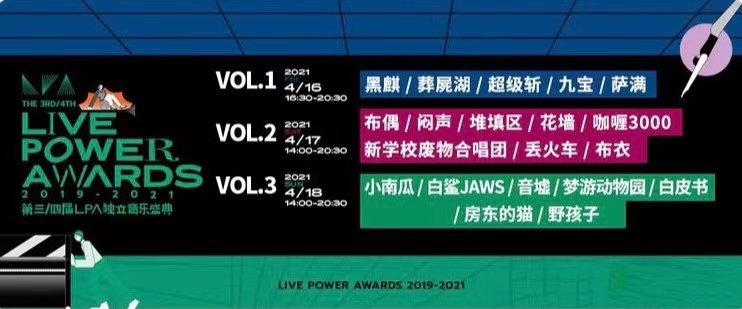 LPA
THE 3RD/4TH
LIVE
POWER
AWARDS
2019-2021
第三/四届LPA独立音乐盛典
VOL.1
2021
FRI
4/16
16:30-20:30
黑麒 / 葬尸湖 / 超级斩 / 九宝 / 萨满
VOL.2
2021
SAT
4/17
14:00-20:30
布偶 / 闷声 / 堆填区 / 花墙 / 咖喱3000
新学校废物合唱团 / 丢火车 / 布衣
VOL.3
2021
SUN
4/18
14:00-20:30
小南瓜 / 白鲨JAWS / 音墟 / 梦游动物园 / 白皮书
/ 房东的猫 / 野孩子
LIVE POWER AWARDS 2019-2021